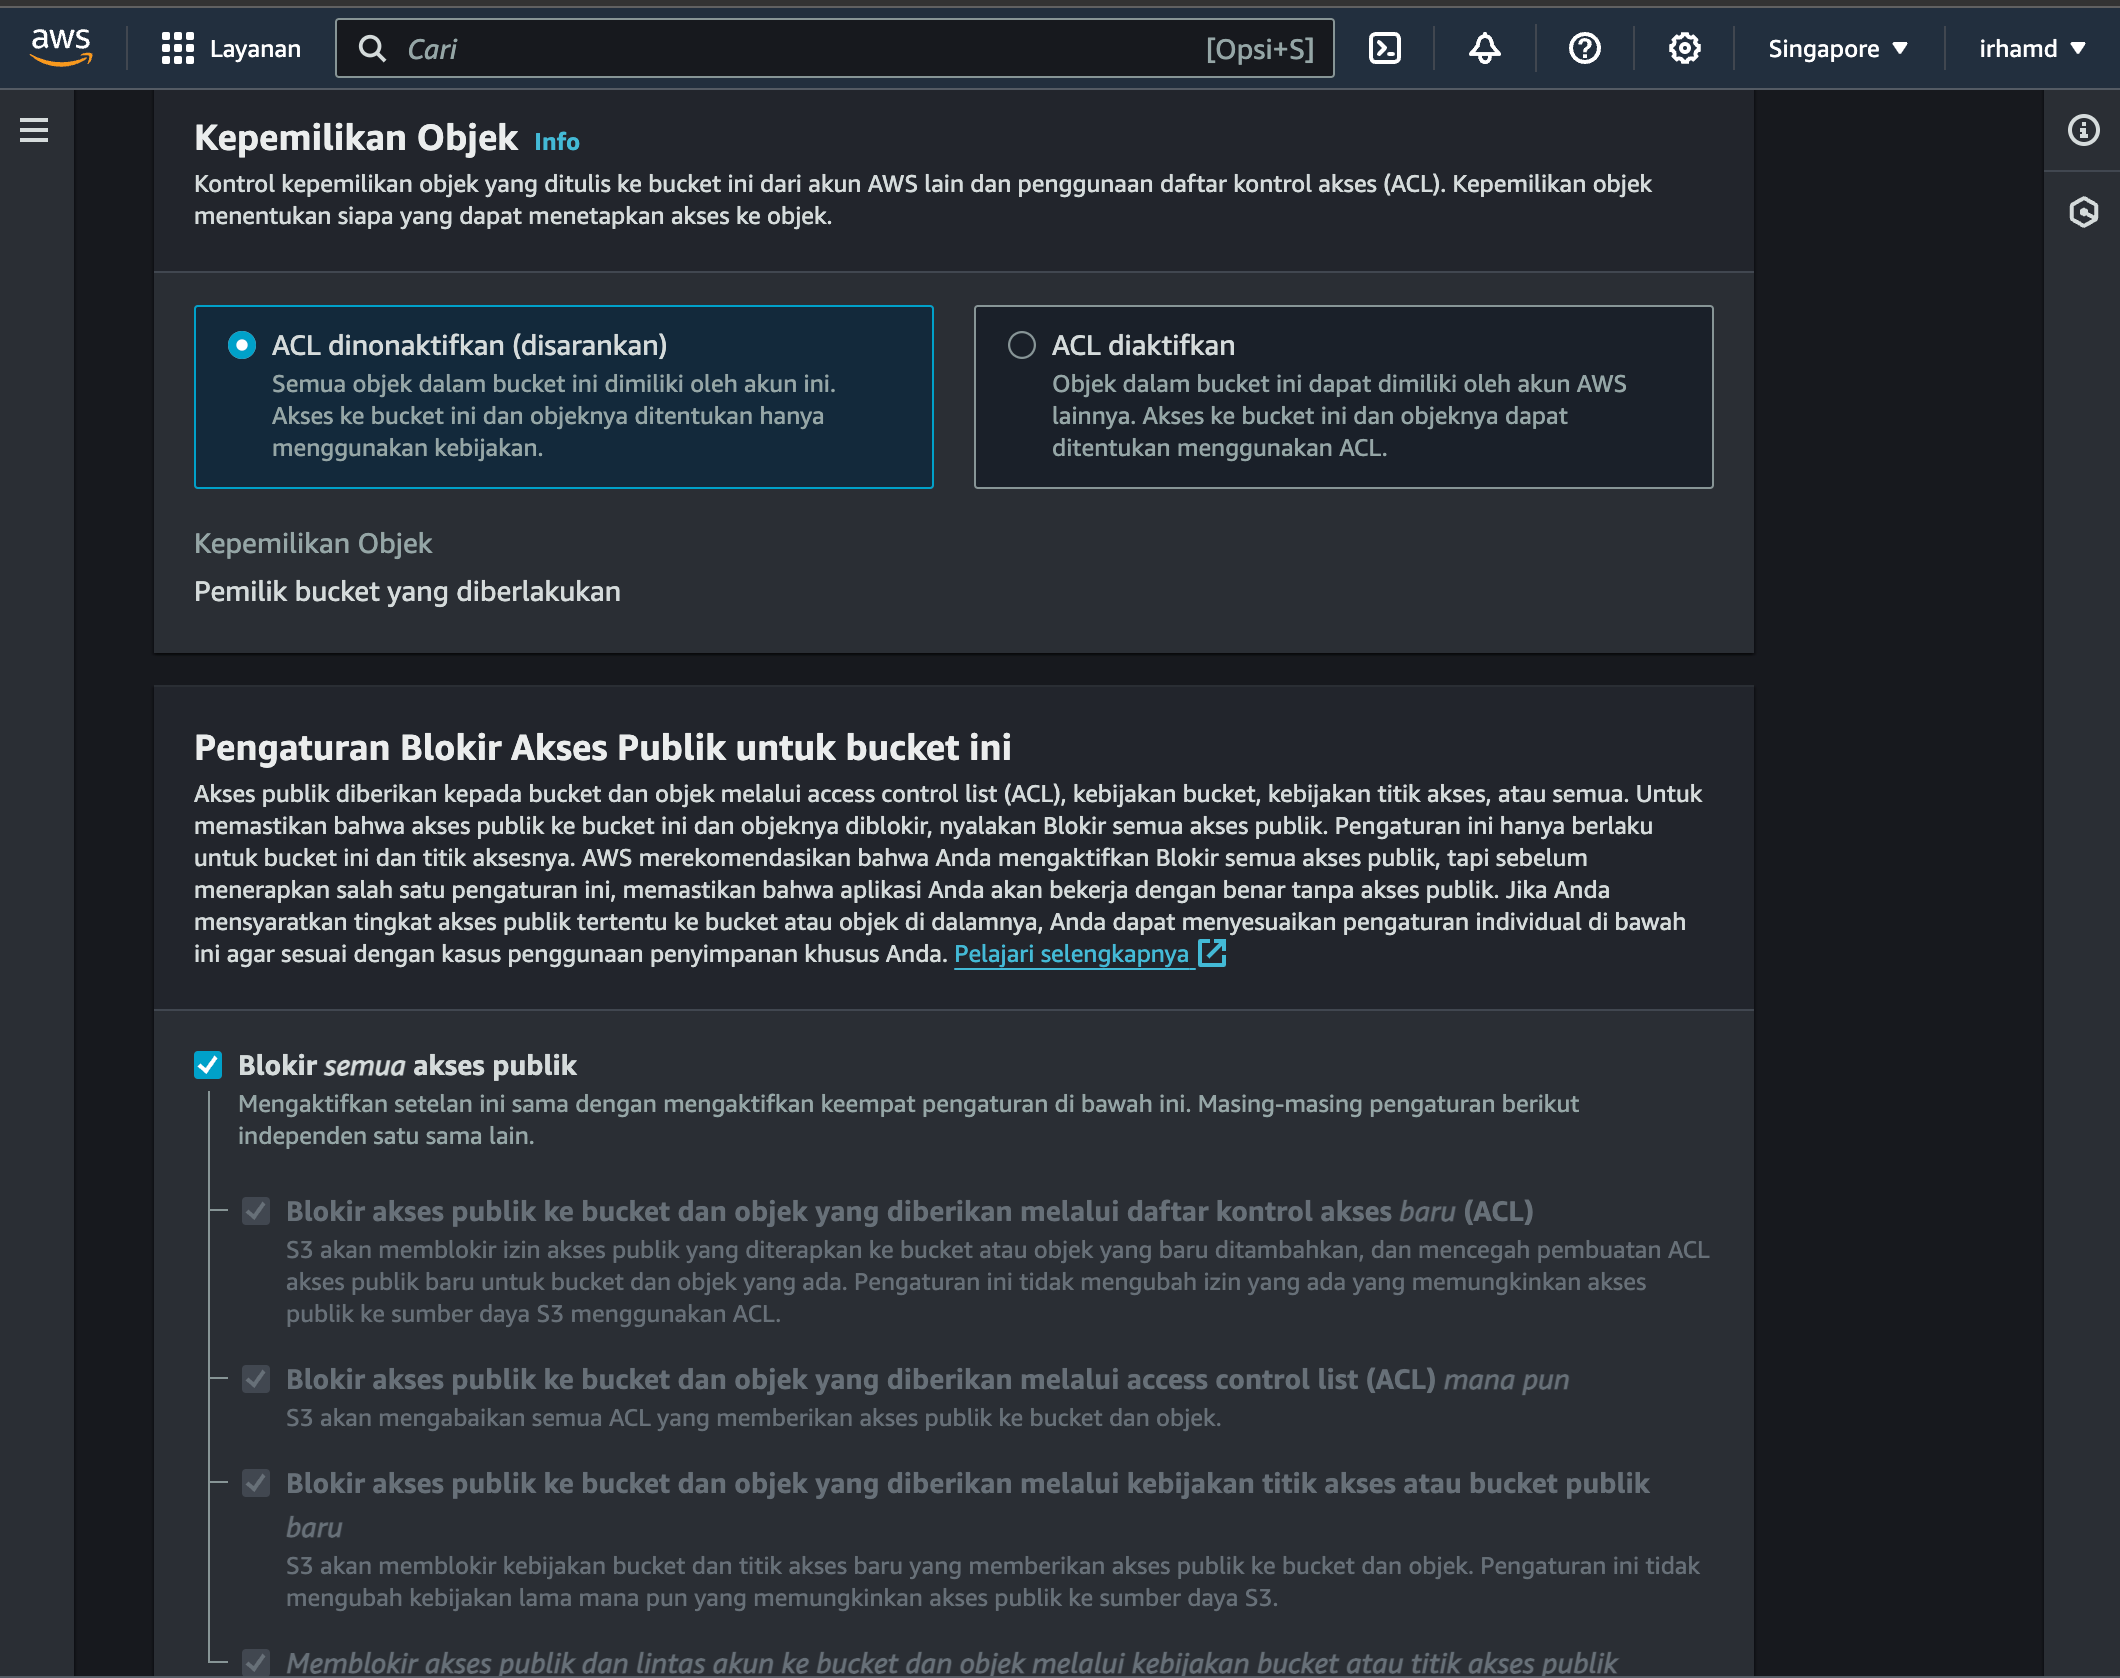 aws
Layanan
Cari
[Opsi+S]
Singapore
irhamd
Kepemilikan Objek Info
Kontrol kepemilikan objek yang ditulis ke bucket ini dari akun AWS lain dan penggunaan daftar kontrol akses (ACL). Kepemilikan objek
menentukan siapa yang dapat menetapkan akses ke objek.
ACL dinonaktifkan (disarankan)
Semua objek dalam bucket ini dimiliki oleh akun ini.
Akses ke bucket ini dan objeknya ditentukan hanya
menggunakan kebijakan.
ACL diaktifkan
Objek dalam bucket ini dapat dimiliki oleh akun AWS
lainnya. Akses ke bucket ini dan objeknya dapat
ditentukan menggunakan ACL.
Kepemilikan Objek
Pemilik bucket yang diberlakukan
Pengaturan Blokir Akses Publik untuk bucket ini
Akses publik diberikan kepada bucket dan objek melalui access control list (ACL), kebijakan bucket, kebijakan titik akses, atau semua. Untuk
memastikan bahwa akses publik ke bucket ini dan objeknya diblokir, nyalakan Blokir semua akses publik. Pengaturan ini hanya berlaku
untuk bucket ini dan titik aksesnya. AWS merekomendasikan bahwa Anda mengaktifkan Blokir semua akses publik, tapi sebelum
menerapkan salah satu pengaturan ini, memastikan bahwa aplikasi Anda akan bekerja dengan benar tanpa akses publik. Jika Anda
mensyaratkan tingkat akses publik tertentu ke bucket atau objek di dalamnya, Anda dapat menyesuaikan pengaturan individual di bawah
ini agar sesuai dengan kasus penggunaan penyimpanan khusus Anda. Pelajari selengkapnya
Blokir semua akses publik
Mengaktifkan setelan ini sama dengan mengaktifkan keempat pengaturan di bawah ini. Masing-masing pengaturan berikut
independen satu sama lain.
Blokir akses publik ke bucket dan objek yang diberikan melalui daftar kontrol akses baru (ACL)
S3 akan memblokir izin akses publik yang diterapkan ke bucket atau objek yang baru ditambahkan, dan mencegah pembuatan ACL
akses publik baru untuk bucket dan objek yang ada. Pengaturan ini tidak mengubah izin yang ada yang memungkinkan akses
publik ke sumber daya S3 menggunakan ACL.
Blokir akses publik ke bucket dan objek yang diberikan melalui access control list (ACL) mana pun
S3 akan mengabaikan semua ACL yang memberikan akses publik ke bucket dan objek.
Blokir akses publik ke bucket dan objek yang diberikan melalui kebijakan titik akses atau bucket publik
baru
S3 akan memblokir kebijakan bucket dan titik akses baru yang memberikan akses publik ke bucket dan objek. Pengaturan ini tidak
mengubah kebijakan lama mana pun yang memungkinkan akses publik ke sumber daya S3.
Memblokir akses publik dan lintas akun ke bucket dan objek melalui kebijakan bucket atau titik akses publik